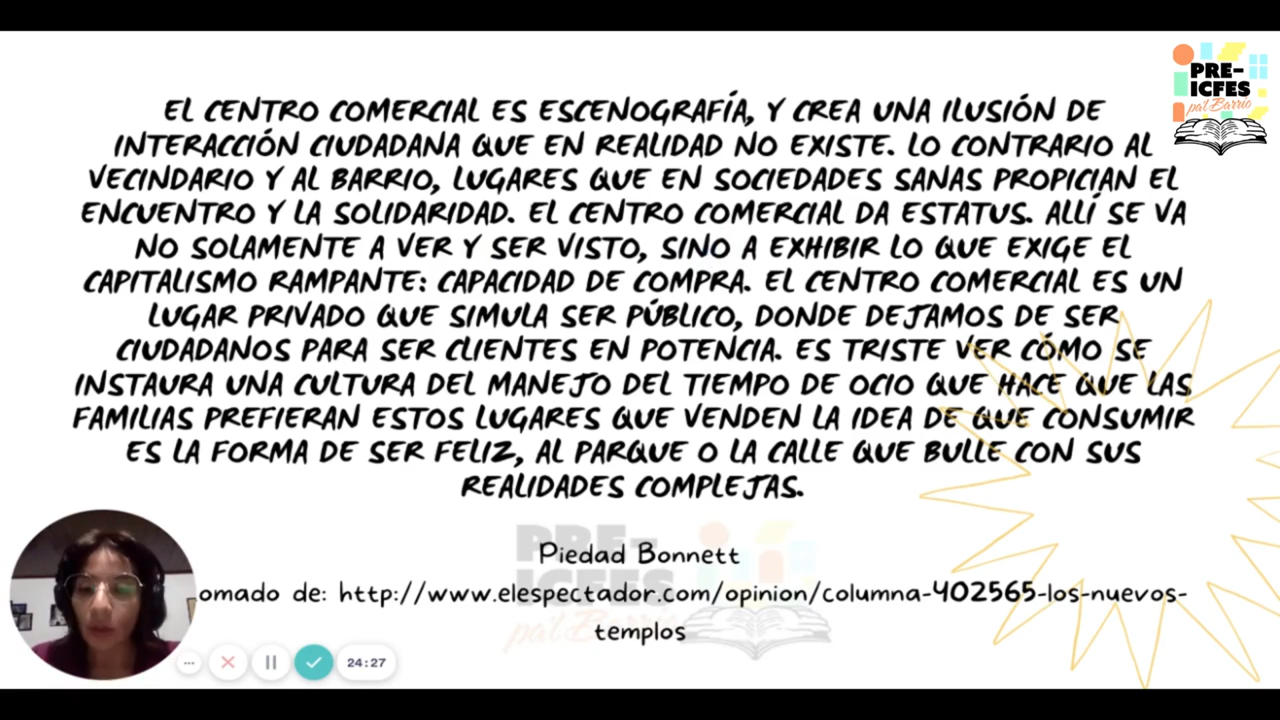 PRE-
ICFES
pa'l Barrio
EL CENTRO COMERCIAL ES ESCENOGRAFÍA, Y CREA UNA ILUSIÓN DE
INTERACCIÓN CIUDADANA QUE EN REALIDAD NO EXISTE. LO CONTRARIO AL
VECINDARIO Y AL BARRIO, LUGARES QUE EN SOCIEDADES SANAS PROPICIAN EL
ENCUENTRO Y LA SOLIDARIDAD. EL CENTRO COMERCIAL DA ESTATUS. ALLÍ SE VA
NO SOLAMENTE A VER Y SER VISTO, SINO A EXHIBIR LO QUE EXIGE EL
CAPITALISMO RAMPANTE: CAPACIDAD DE COMPRA. EL CENTRO COMERCIAL ES UN
LUGAR PRIVADO QUE SIMULA SER PÚBLICO, DONDE DEJAMOS DE SER
CIUDADANOS PARA SER CLIENTES EN POTENCIA. ES TRISTE VER CÓMO SE
INSTAURA UNA CULTURA DEL MANEJO DEL TIEMPO DE OCIO QUE HACE QUE LAS
FAMILIAS PREFIERAN ESTOS LUGARES QUE VENDEN LA IDEA DE QUE CONSUMIR
ES LA FORMA DE SER FELIZ, AL PARQUE O LA CALLE QUE BULLE CON SUS
REALIDADES COMPLEJAS.
PRE-
ICFES
pa'l Barrio
Piedad Bonnett
omado de: http://www.elespectador.com/opinion/columna-402565-los-nuevos-
templos
24:27